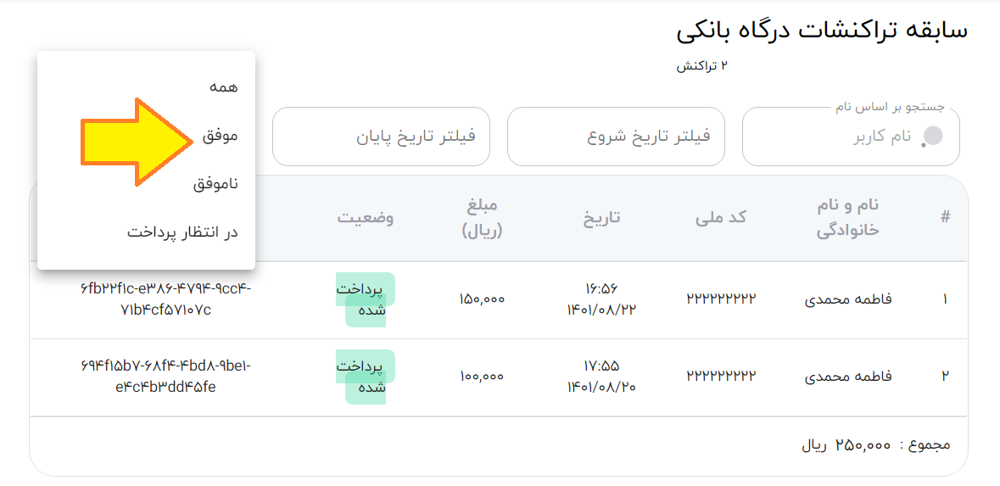 سابقه تراکنشات درگاه بانکی
۲ تراکنش
جستجو بر اساس نام
نام کاربر
فیلتر تاریخ شروع
فیلتر تاریخ پایان
همه
موفق
ناموفق
در انتظار پرداخت
#
نام و نام
خانوادگی
کد ملی
تاریخ
مبلغ
(ریال)
وضعیت
۱
فاطمه محمدی
۲۲۲۲۲۲۲۲۲
۱۶:۵۶
۱۴۰۱/۰۸/۲۲
۱۵۰,۰۰۰
پرداخت
شده
۶fb۲۲f۱c-e۳۸۶-۴۷۹۴-۹cc۴-
۷۱b۴cf۵۷۱۰۷c
۲
فاطمه محمدی
۲۲۲۲۲۲۲۲۲
۱۷:۵۵
۱۴۰۱/۰۸/۲۰
۱۰۰,۰۰۰
پرداخت
شده
۶۹۴f۱۵b۷-۶۸f۴-۴bd۸-۹be۱-
e۴c۴b۳dd۴۵fe
مجموع : ۲۵۰,۰۰۰ ریال